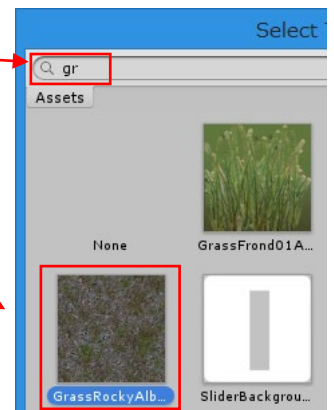 Select
gr
Assets
None
GrassFrond01A...
GrassRockyAlb...
SliderBackgrou...